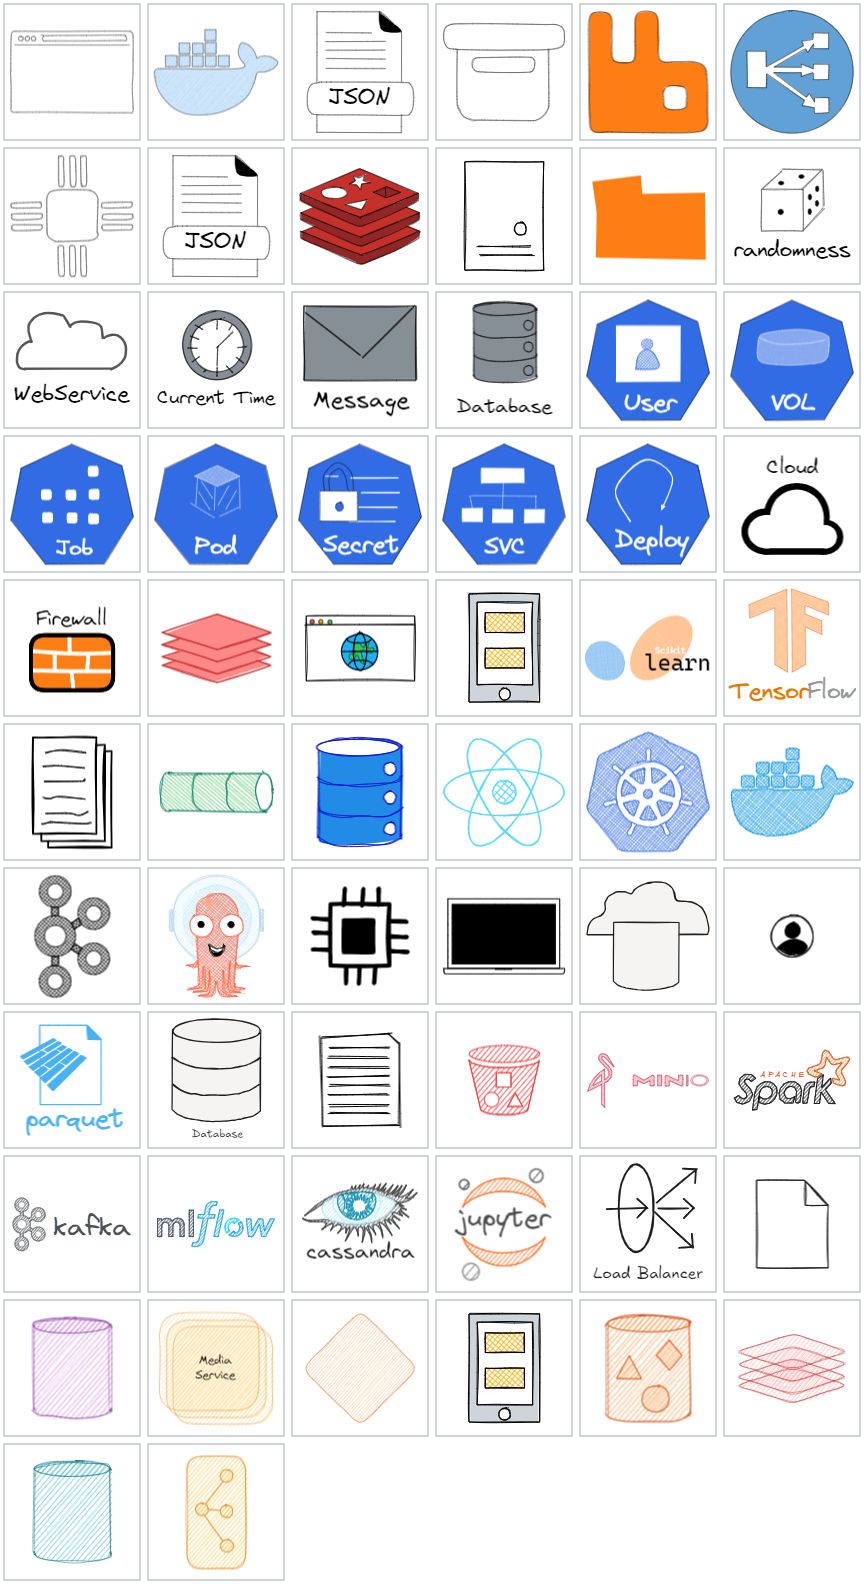 JSON
JSON
randomness
WebService
Current Time
Message
Database
User
VOL
Job
Pod
Secret
SVC
Deploy
Cloud
Firewall
Scikit
learn
TensorFlow
parquet
Database
MINIO
APACHE
Spark
kafka
mlflow
cassandra
jupyter
Load Balancer
Media
Service